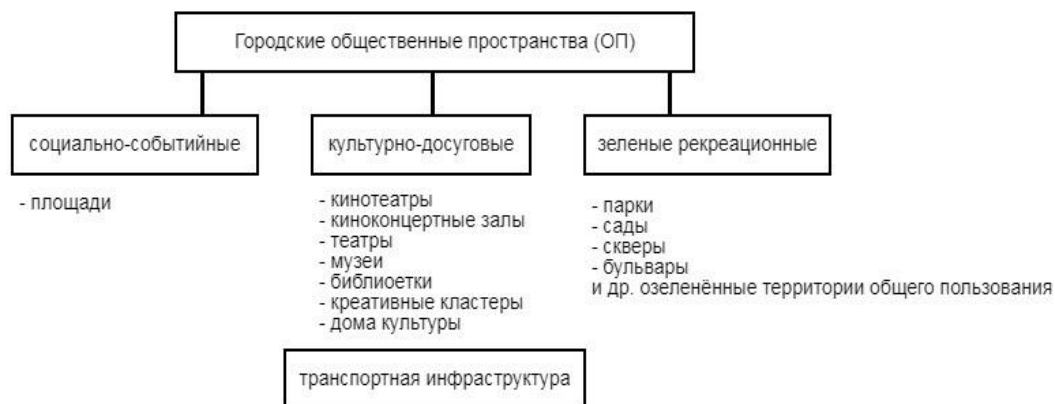 Городские общественные пространства (ОП)
социально-событийные
культурно-досуговые
зеленые рекреационные
- площади
- кинотеатры
- киноконцертные залы
- театры
- музеи
- библиоетки
- креативные кластеры
- дома культуры
- парки
- сады
- скверы
- бульвары
и др. озеленённые территории общего пользования
транспортная инфраструктура